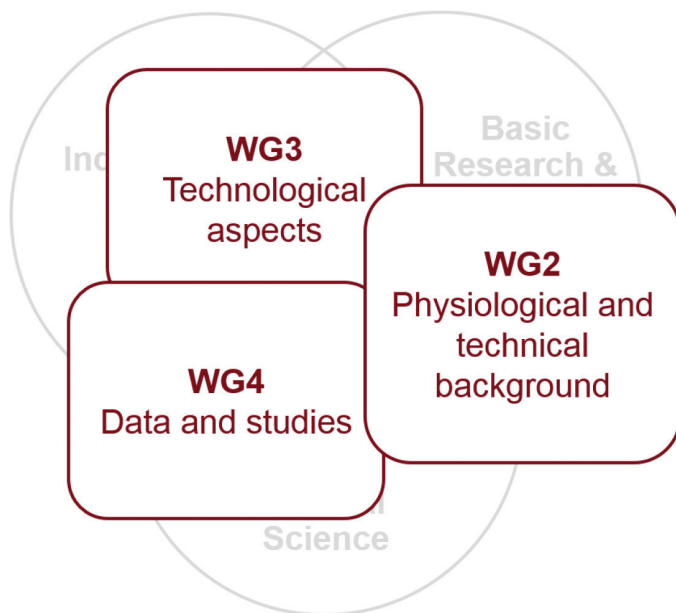 Basic
Research &
WG3
Technological
aspects
WG2
Physiological and
technical
background
WG4
Data and studies
Science